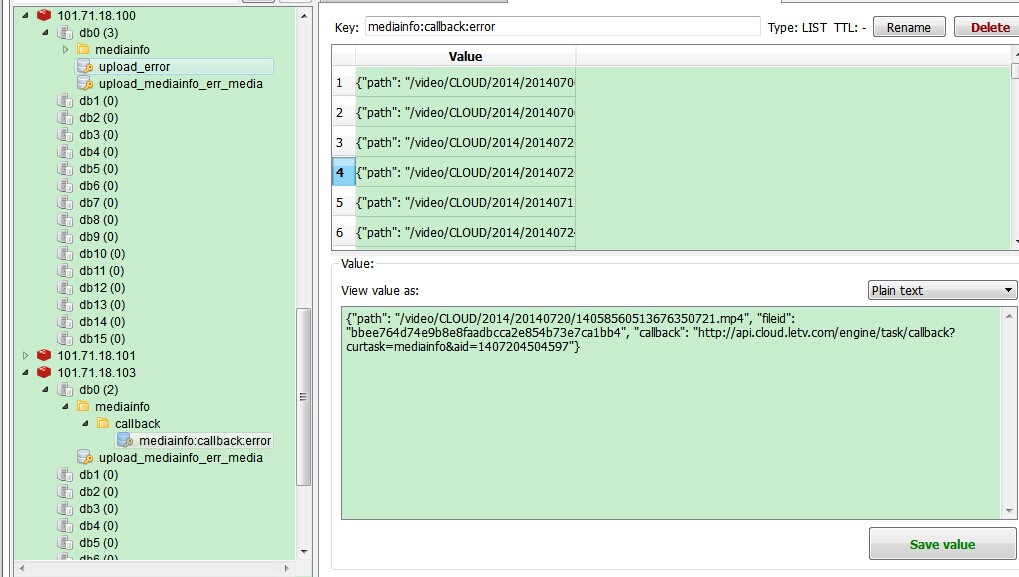 101.71.18.100
db0 (3)
mediainfo
upload_error
upload_mediainfo_err_media
db1 (0)
db2 (0)
db3 (0)
db4 (0)
db5 (0)
db6 (0)
db7 (0)
db8 (0)
db9 (0)
db10 (0)
db11 (0)
db12 (0)
db13 (0)
db14 (0)
db15 (0)
101.71.18.101
101.71.18.103
db0 (2)
mediainfo
callback
mediainfo:callback:error
upload_mediainfo_err_media
db1 (0)
db2 (0)
db3 (0)
db4 (0)
db5 (0)
db6 (0)
Key: mediainfo:callback:error Type: LIST TTL: - Rename Delete
Value
1 {"path": "/video/CLOUD/2014/2014070
2 {"path": "/video/CLOUD/2014/2014070
3 {"path": "/video/CLOUD/2014/2014072
4 {"path": "/video/CLOUD/2014/2014072
5 {"path": "/video/CLOUD/2014/2014071
6 {"path": "/video/CLOUD/2014/2014072
Value:
View value as: Plain text
{"path": "/video/CLOUD/2014/20140720/14058560513676350721.mp4", "fileid":
"bbee764d74e9b8e8faadbcca2e854b73e7ca1bb4", "callback": "http://api.cloud.letv.com/engine/task/callback?
curtask=mediainfo&aid=1407204504597"}
Save value